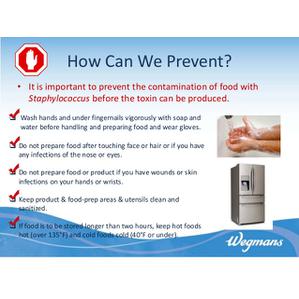 How Can We Prevent?
• It is important to prevent the contamination of food with
Staphylococcus before the toxin can be produced.
Wash hands and under fingernails vigorously with soap and
water before handling and preparing food and wear gloves.
Do not prepare food after touching face or hair or if you have
any infections of the nose or eyes.
Do not prepare food or product if you have wounds or skin
infections on your hands or wrists.
Keep product & food-prep areas & utensils clean and
sanitized.
If food is to be stored longer than two hours, keep hot foods
hot (over 135°F) and cold foods cold (40°F or under).
Wegmans